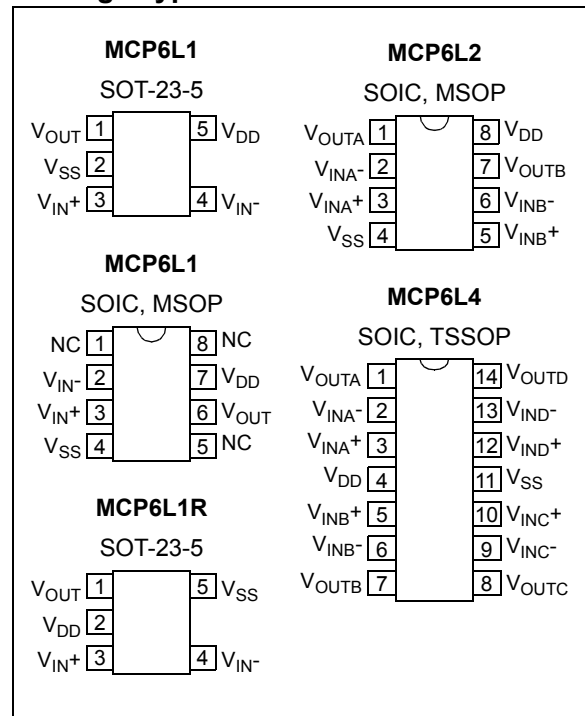 MCP6L1
SOT-23-5
VOUT 1 5 VDD
VSS 2
VIN+ 3 4 VIN-
MCP6L1
SOIC, MSOP
NC 1 8 NC
VIN- 2 7 VDD
VIN+ 3 6 VOUT
VSS 4 5 NC
MCP6L1R
SOT-23-5
VOUT 1 5 VSS
VDD 2
VIN+ 3 4 VIN-
MCP6L2
SOIC, MSOP
VOUTA 1 8 VDD
VINA- 2 7 VOUTB
VINA+ 3 6 VINB-
VSS 4 5 VINB+
MCP6L4
SOIC, TSSOP
VOUTA 1 14 VOUTD
VINA- 2 13 VIND-
VINA+ 3 12 VIND+
VDD 4 11 VSS
VINB+ 5 10 VINC+
VINB- 6 9 VINC-
VOUTB 7 8 VOUTC